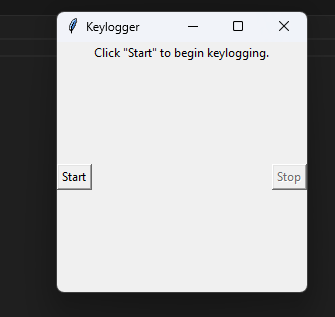 Keylogger
Click "Start" to begin keylogging.
Start
Stop